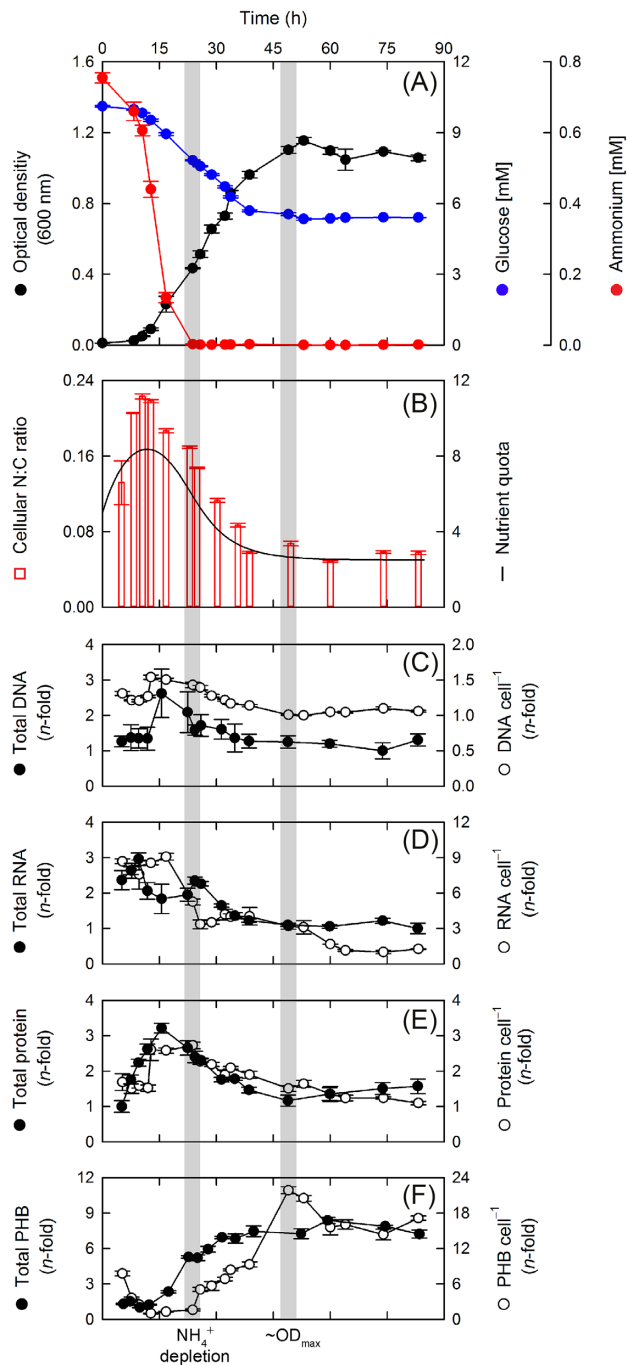 Time (h)
0 15 30 45 60 75 90
(A)
1.6 12 0.8
1.2 9 0.6
0.8 6 0.4
0.4 3 0.2
0.0 0 0.0
Optical densitiy
(600 nm)
Glucose [mM]
Ammonium [mM]
(B)
0.24 12
0.16 8
0.08 4
0.00 0
Cellular N:C ratio
Nutrient quota
(C)
4 2.0
3 1.5
2 1.0
1 0.5
0 0.0
Total DNA
(n-fold)
DNA cell⁻¹
(n-fold)
(D)
4 12
3 9
2 6
1 3
0 0
Total RNA
(n-fold)
RNA cell⁻¹
(n-fold)
(E)
4 4
3 3
2 2
1 1
0 0
Total protein
(n-fold)
Protein cell⁻¹
(n-fold)
(F)
12 24
9 18
6 12
3 6
0 0
Total PHB
(n-fold)
PHB cell⁻¹
(n-fold)
NH₄⁺
depletion
~ODmax